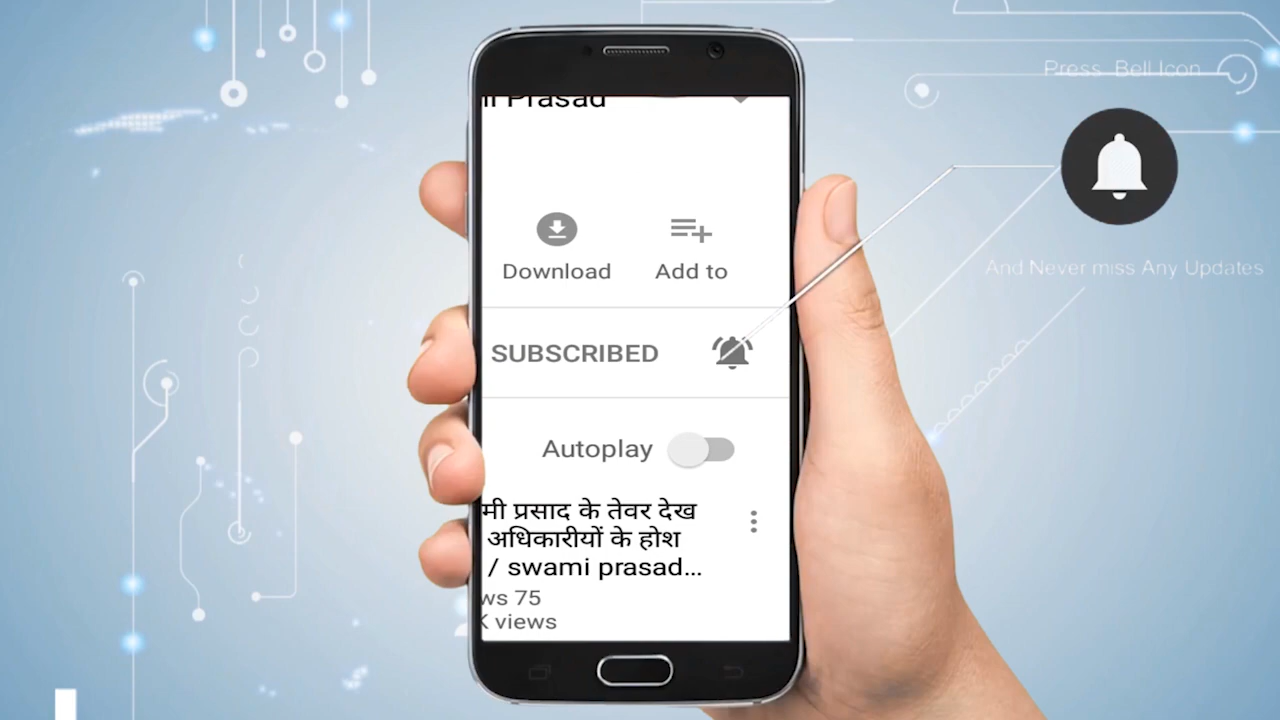 Prasad
Press Bell Icon
Download
Add to
And Never miss Any Updates
SUBSCRIBED
Autoplay
मी प्रसाद के तेवर देख
अधिकारीयों के होश
/ swami prasad...
ws 75
K views